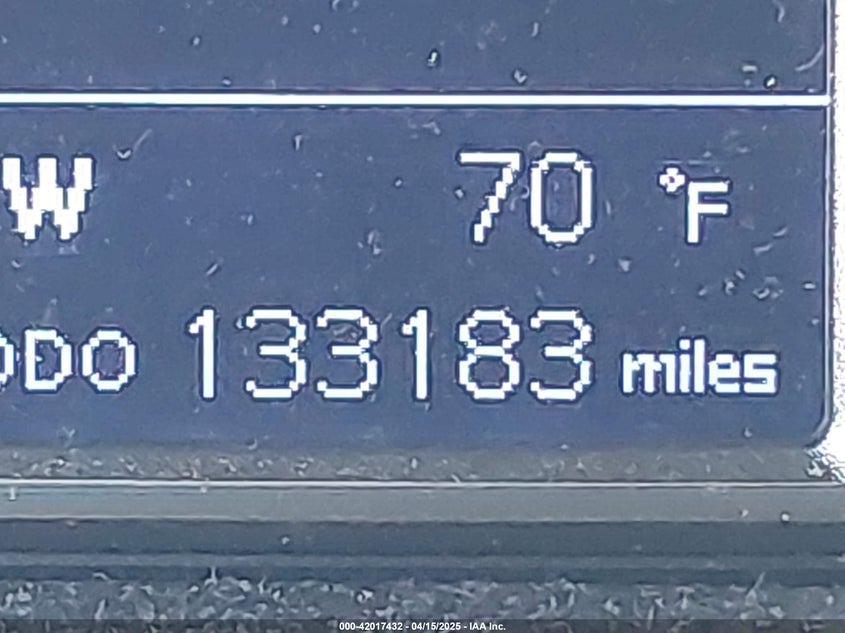 W 70 °F
ODO 133183 miles
000-42017432 - 04/15/2025 - IAA Inc.